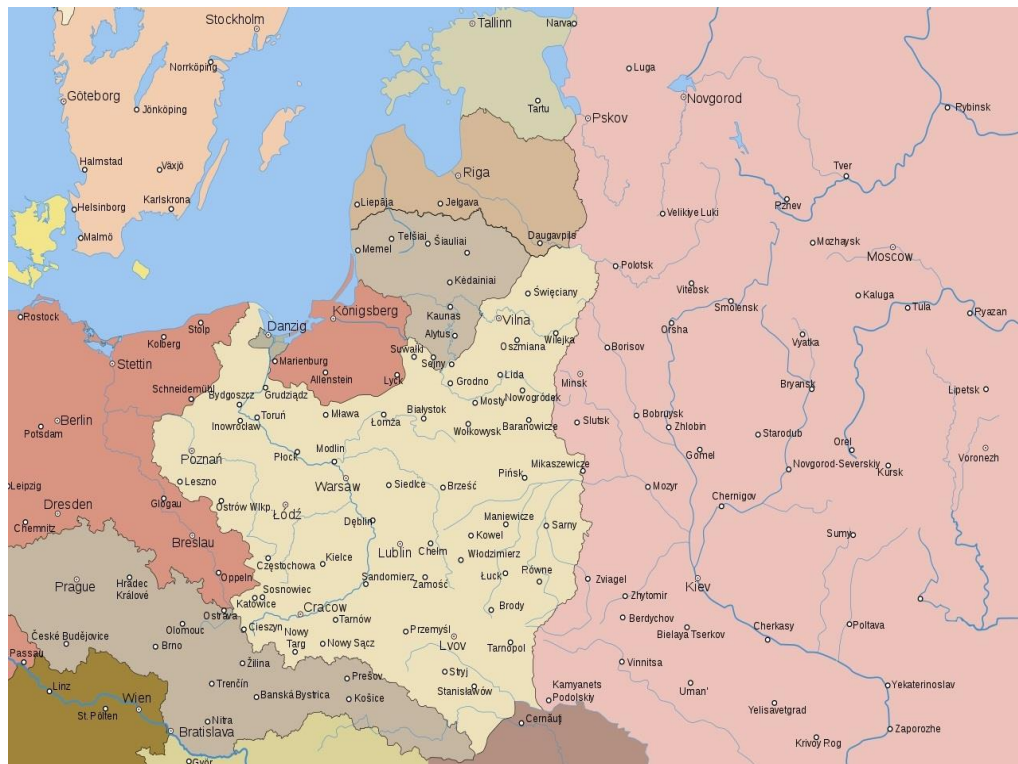 Stockholm
Tallinn
Narva
Norrköping
Luga
Göteborg
Jönköping
Novgorod
Rybinsk
Tartu
Pskov
Halmstad
Växjö
Tver
Riga
Helsinborg
Karlskrona
Liepāja
Jelgava
Velikiye Luki
Rzhev
Malmö
Telšiai
Šiauliai
Daugavpils
Memel
Mozhaysk
Moscow
Polotsk
Kėdainiai
Święciany
Vitebsk
Kaluga
Smolensk
Tula
Rostock
Königsberg
Kaunas
Vilna
Ryazan
Stolp
Danzig
Orsha
Kolberg
Alytus
Oszmiana
Wilejka
Vyatka
Borisov
Suwałki
Stettin
Marienburg
Sejny
Allenstein
Lyck
Lida
Minsk
Schneidemühl
Grodno
Bryansk
Lipetsk
Bydgoszcz
Grudziądz
Mosty
Nowogródek
Berlin
Toruń
Mława
Białystok
Bobruysk
Potsdam
Inowrocław
Łomża
Wołkowysk
Baranowicze
Slutsk
Zhlobin
Starodub
Orel
Modlin
Gomel
Voronezh
Poznań
Płock
Mikaszewicze
Novgorod-Severskiy
Kursk
Pińsk
Leipzig
Leszno
Warsaw
Siedlce
Brześć
Mozyr
Dresden
Głogau
Ostrów Wlkp
Łódź
Chernigov
Chemnitz
Dęblin
Maniewicze
Sarny
Breslau
Kowel
Sumy
Lublin
Chełm
Włodzimierz
Kielce
Częstochowa
Prague
Hradec
Králové
Oppeln
Sandomierz
Zamość
Łuck
Równe
Zviagel
Kiev
Sosnowiec
Katowice
Zhytomir
Cracow
Brody
Ostrava
Tarnów
Berdychov
Cherkasy
Poltava
Olomouc
Cieszyn
Nowy
Targ
Przemyśl
Bielaya Tserkov
České Budějovice
Brno
Nowy Sącz
Lvov
Tarnopol
Passau
Žilina
Vinnitsa
Linz
Trenčín
Prešov
Stryj
Kamyanets
Podolskiy
Uman'
Yekaterinoslav
Wien
Banská Bystrica
Košice
Stanisławów
St. Pölten
Yelisavetgrad
Nitra
Cernăuţi
Bratislava
Zaporozhe
Krivoy Rog
Győr